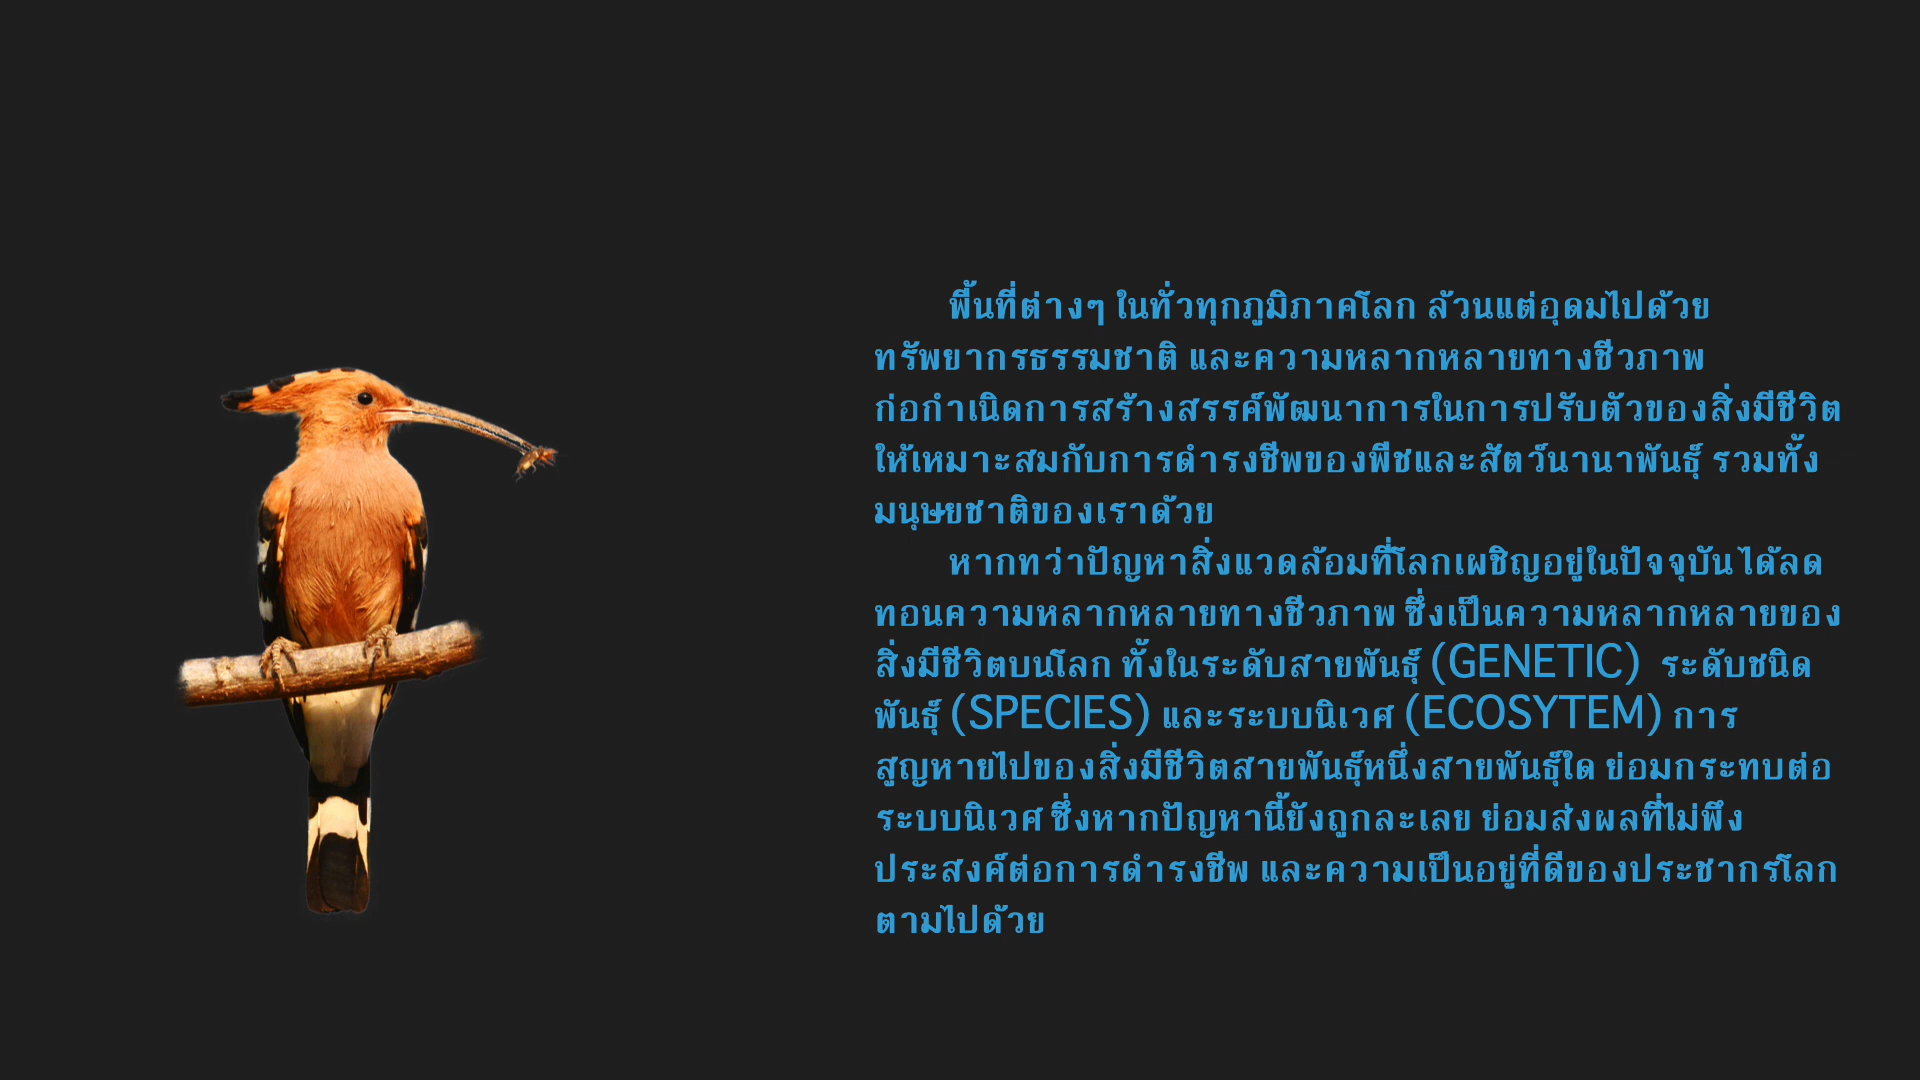 พื้นที่ต่างๆ ในทั่วทุกภูมิภาคโลก ล้วนแต่อุดมไปด้วย
ทรัพยากรธรรมชาติ และความหลากหลายทางชีวภาพ
ก่อกำเนิดการสร้างสรรค์พัฒนาการในการปรับตัวของสิ่งมีชีวิต
ให้เหมาะสมกับการดำรงชีพของพืชและสัตว์นานาพันธุ์ รวมทั้ง
มนุษยชาติของเราด้วย
หากทว่าปัญหาสิ่งแวดล้อมที่โลกเผชิญอยู่ในปัจจุบัน ได้ลด
ทอนความหลากหลายทางชีวภาพ ซึ่งเป็นความหลากหลายของ
สิ่งมีชีวิตบนโลก ทั้งในระดับสายพันธุ์ (GENETIC) ระดับชนิด
พันธุ์ (SPECIES) และระบบนิเวศ (ECOSYTEM) การ
สูญหายไปของสิ่งมีชีวิตสายพันธุ์หนึ่งสายพันธุ์ใด ย่อมกระทบต่อ
ระบบนิเวศ ซึ่งหากปัญหานี้ยังถูกละเลย ย่อมส่งผลที่ไม่พึง
ประสงค์ต่อการดำรงชีพ และความเป็นอยู่ที่ดีของประชากรโลก
ตามไปด้วย